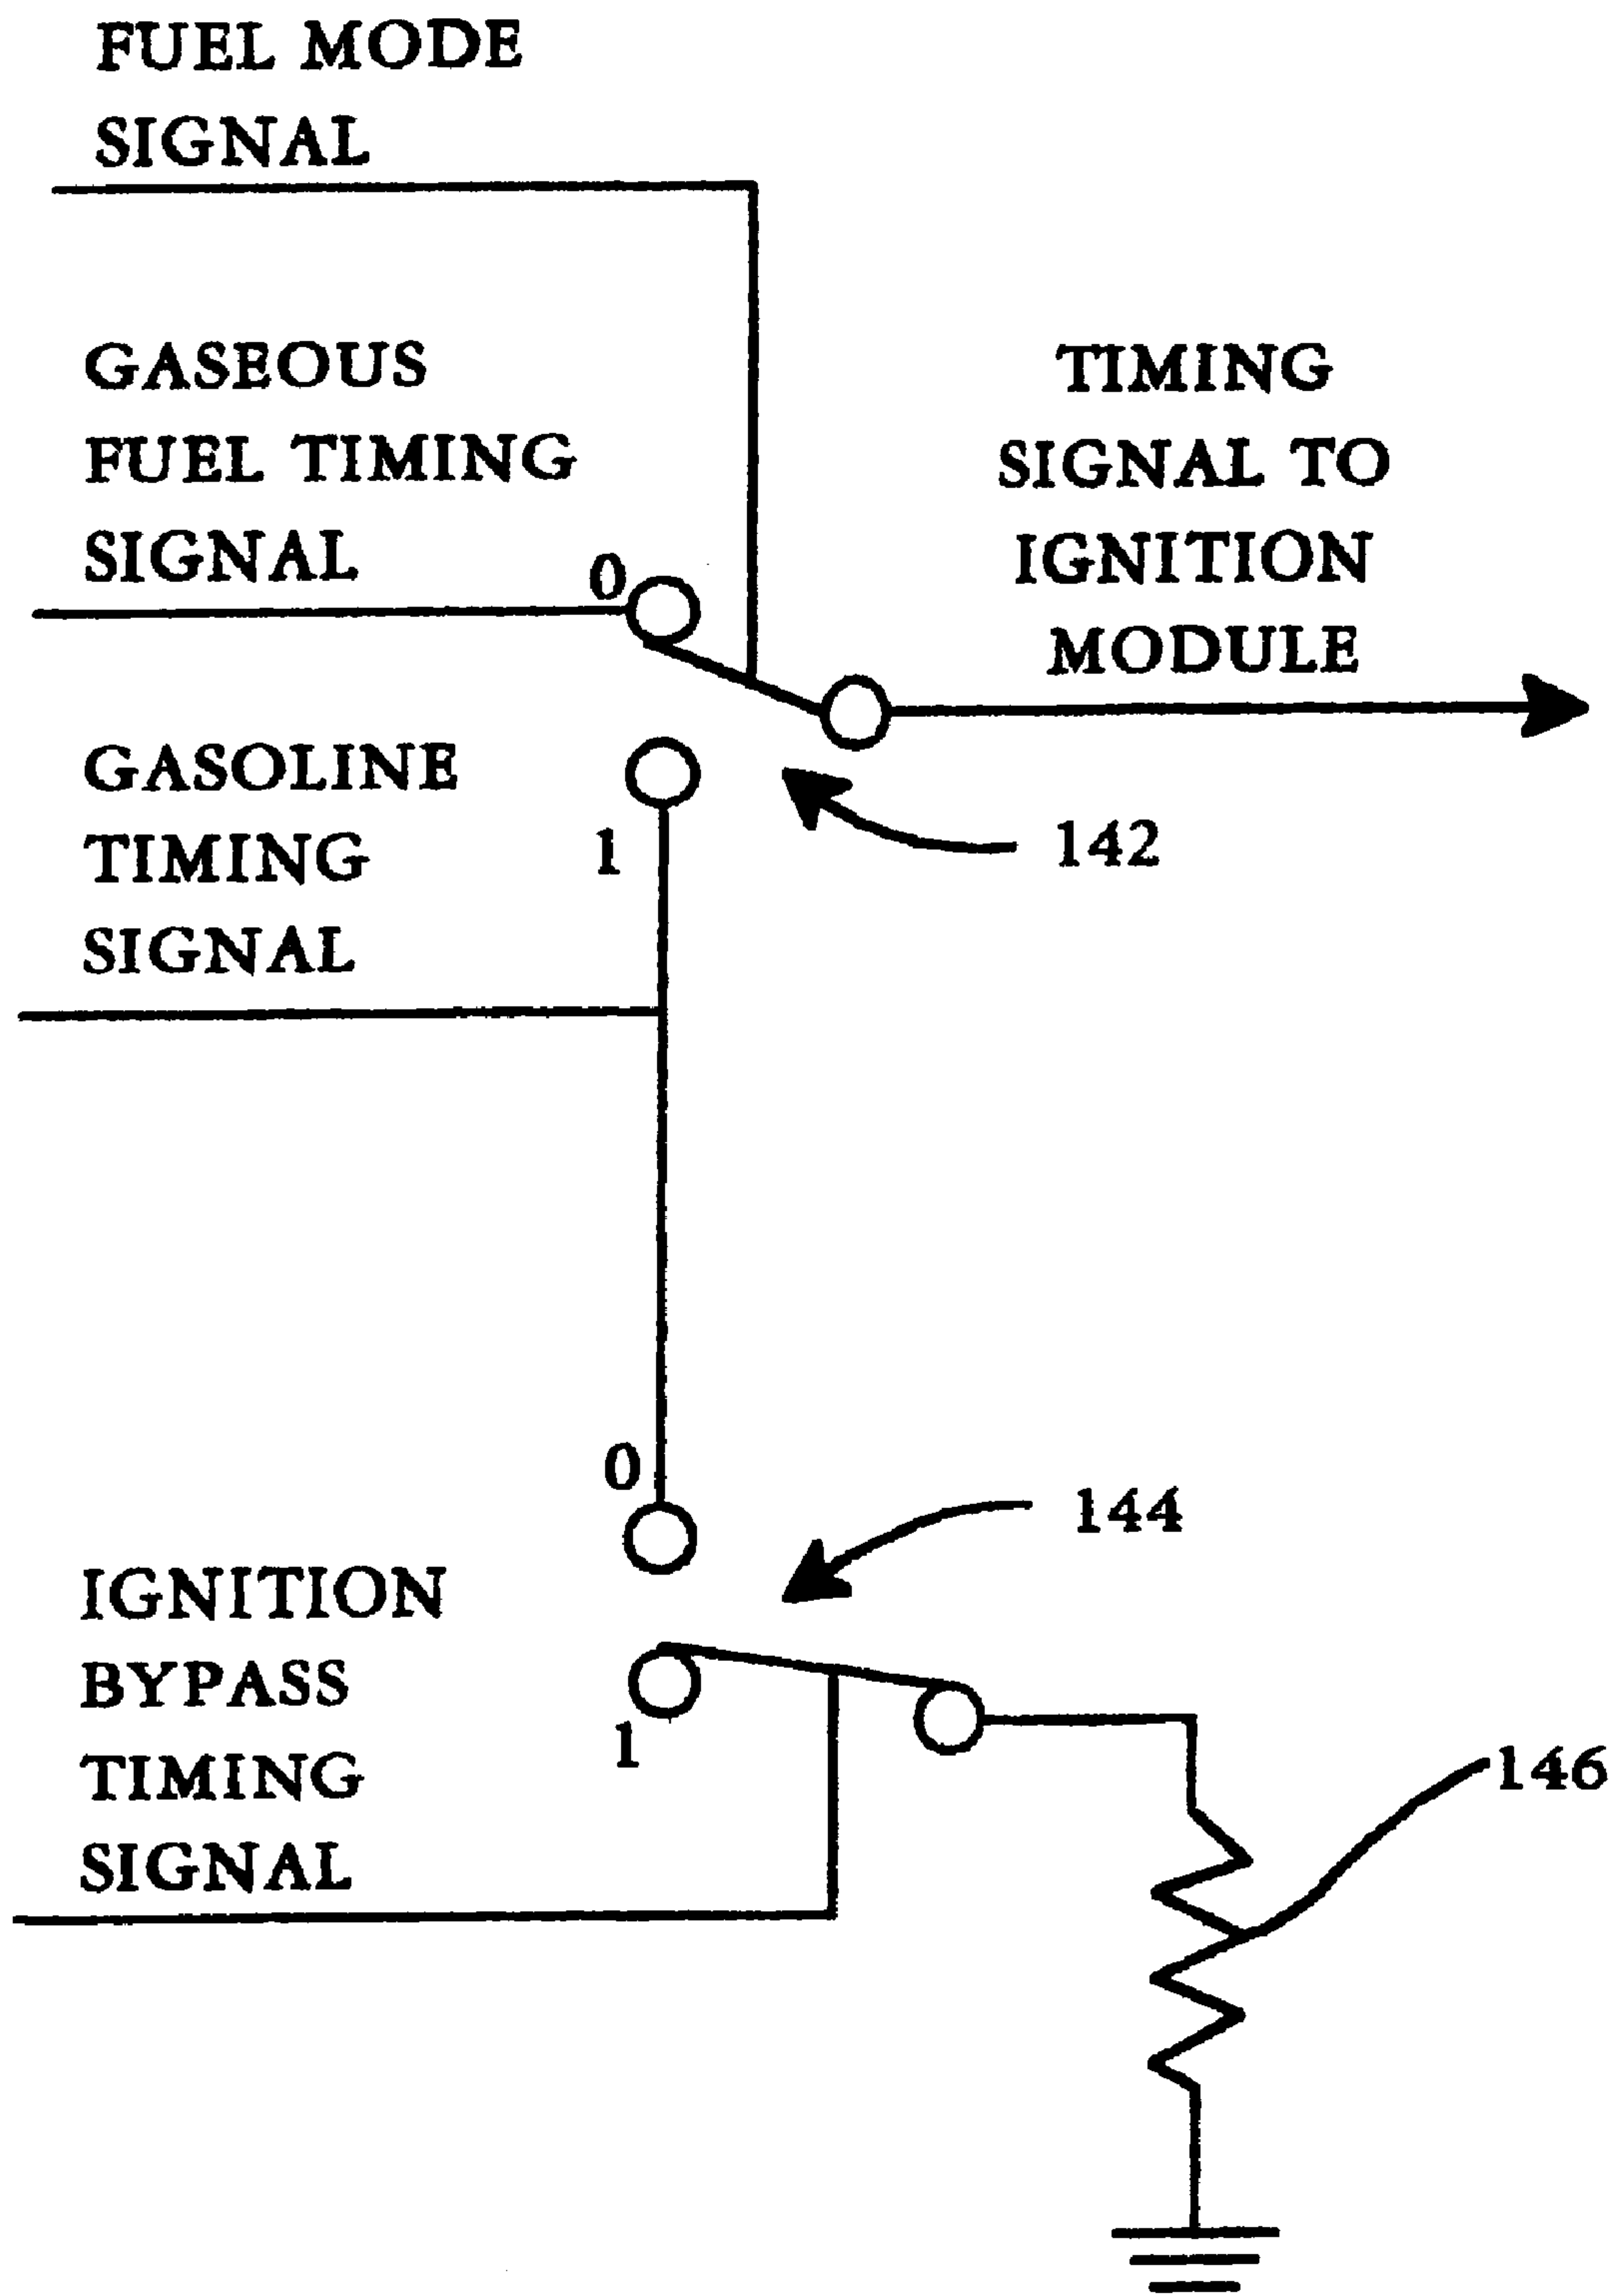 FUEL MODE
SIGNAL
GASEOUS
FUEL TIMING
SIGNAL
0
TIMING
SIGNAL TO
IGNITION
MODULE
GASOLINE
TIMING
SIGNAL
1
142
0
144
IGNITION
BYPASS
TIMING
SIGNAL
1
146